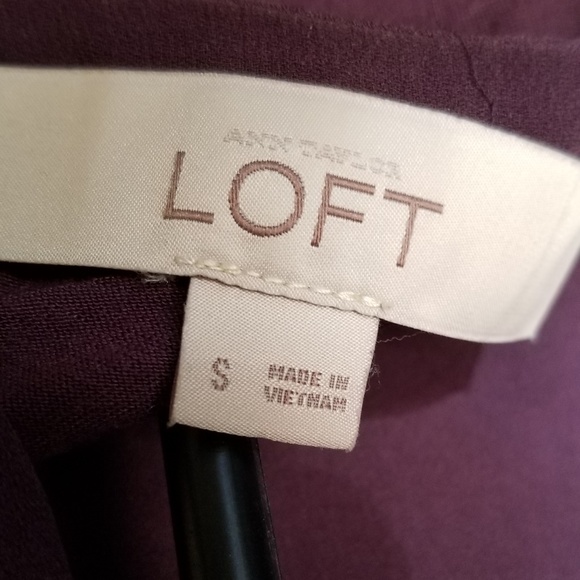 ANN TAYLOR
LOFT
S
MADE IN
VIETNAM